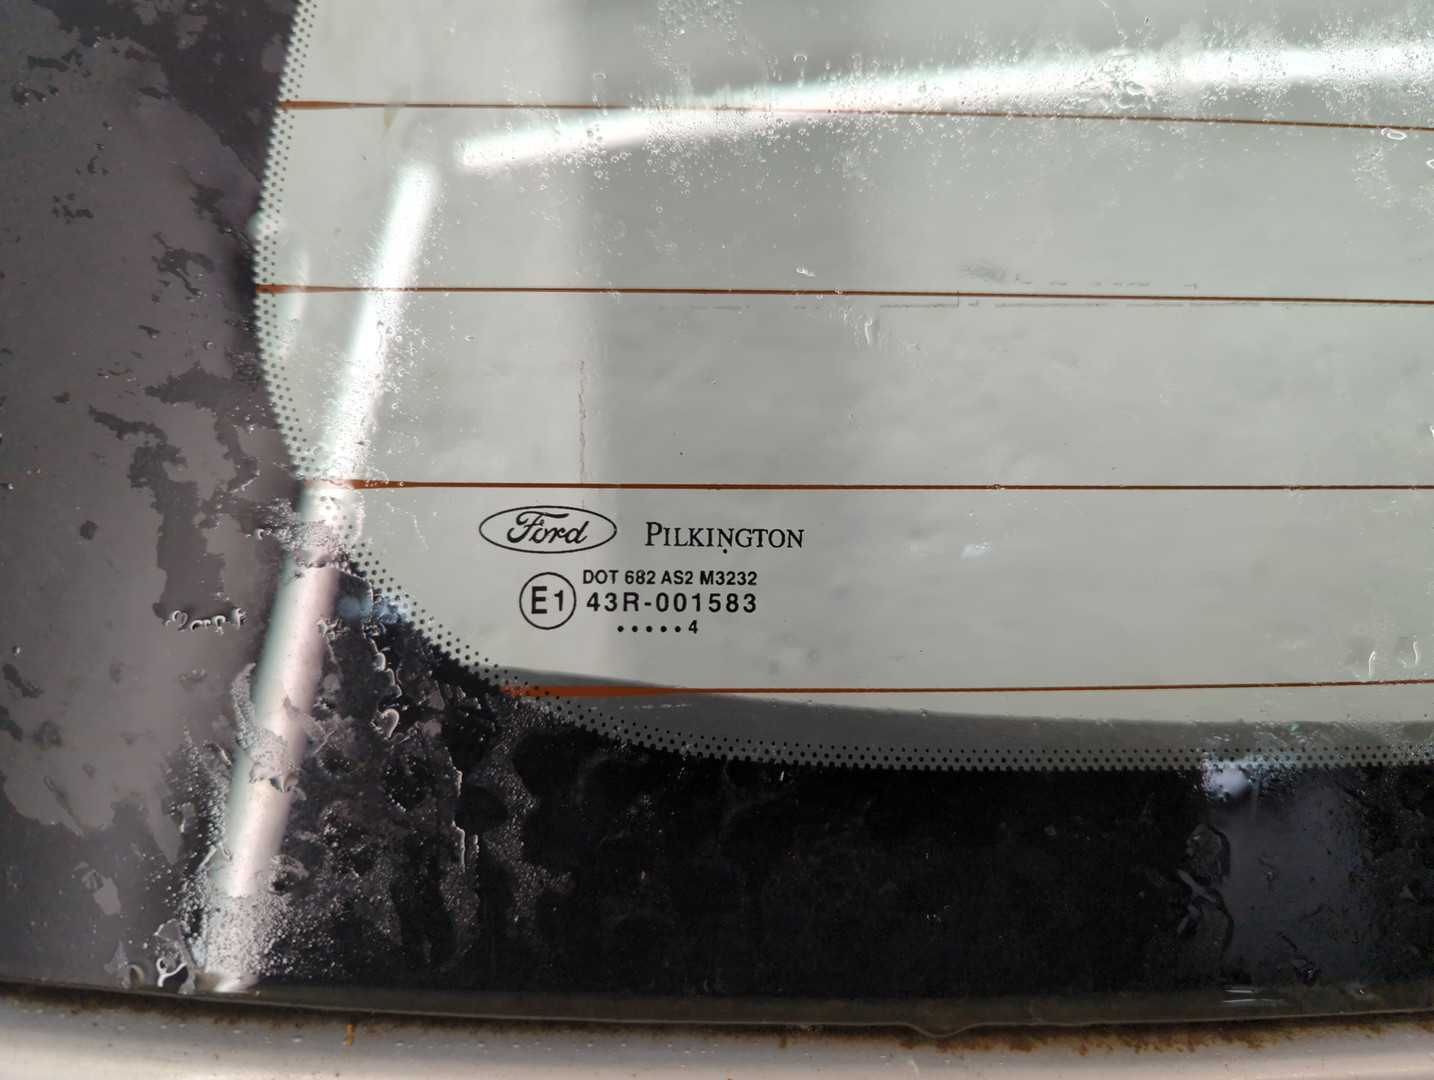 Ford PILKINGTON
DOT 682 AS2 M3232
E1 43R-001583
.....4